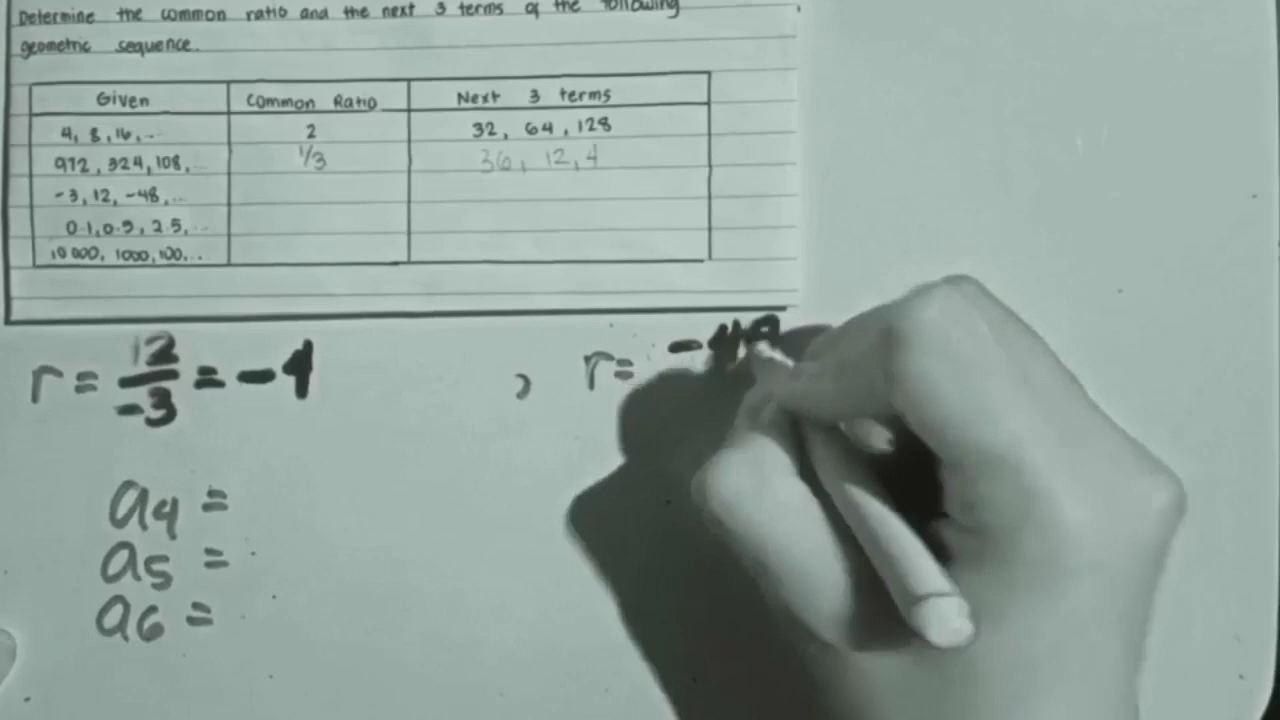 Determine the common ratio and the next 3 terms of the following
geometric sequence.
Given Common Ratio Next 3 terms
4, 8, 16, .. 2 32, 64, 128
972, 324, 108, .. 1/3 36, 12, 4
-3, 12, -48, ..
0.1, 0.5, 2.5, ..
10 000, 1000, 100, ..
r = 12/-3 = -4 , r = -48
a4 =
a5 =
a6 =